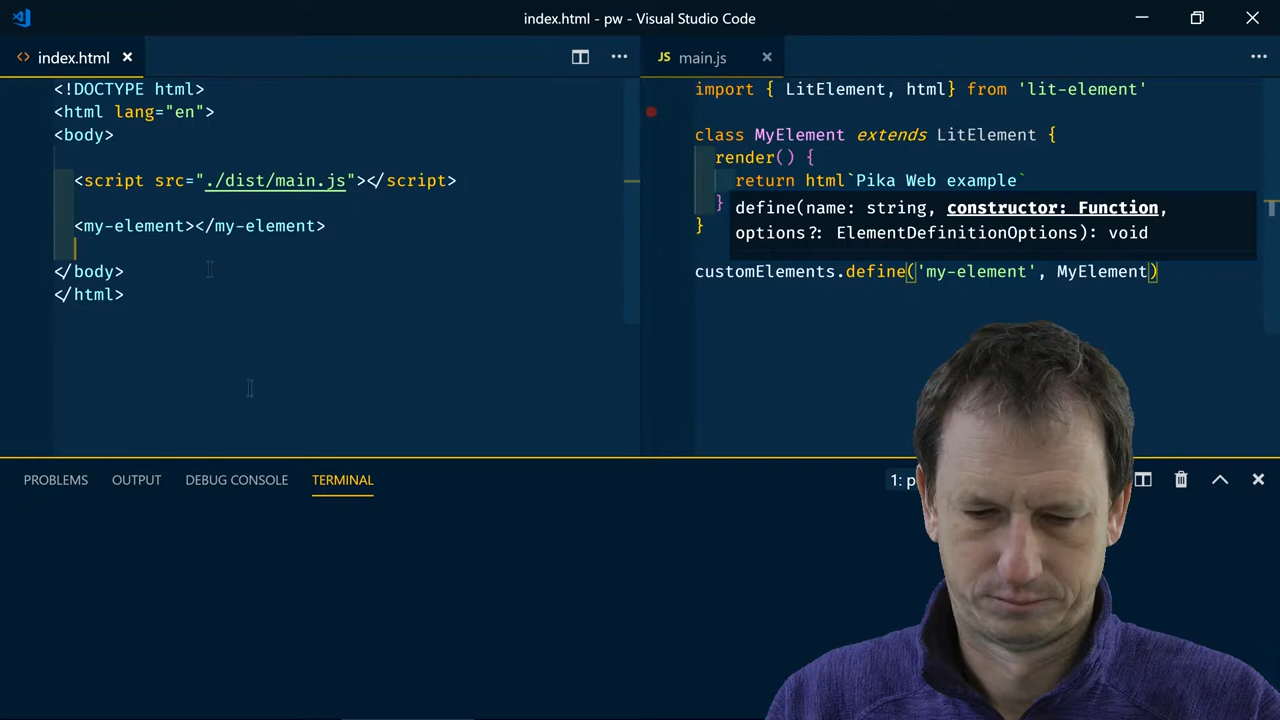 index.html - pw - Visual Studio Code
<> index.html ×
JS main.js ×
<!DOCTYPE html>
<html lang="en">
<body>
<script src="./dist/main.js"></script>
<my-element></my-element>
</body>
</html>
import { LitElement, html} from 'lit-element'
class MyElement extends LitElement {
render() {
return html`Pika Web example`
}
define(name: string, constructor: Function,
options?: ElementDefinitionOptions): void
}
customElements.define('my-element', MyElement)
PROBLEMS OUTPUT DEBUG CONSOLE TERMINAL
1: p